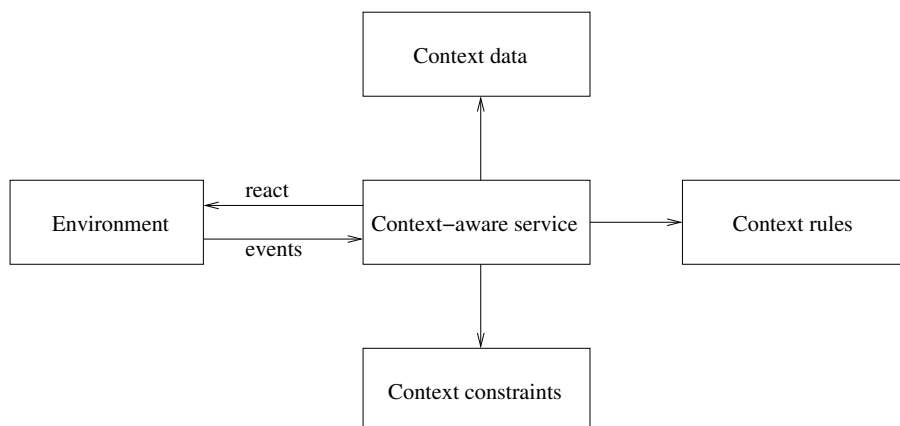 Context data
react
Environment
Context−aware service
Context rules
events
Context constraints